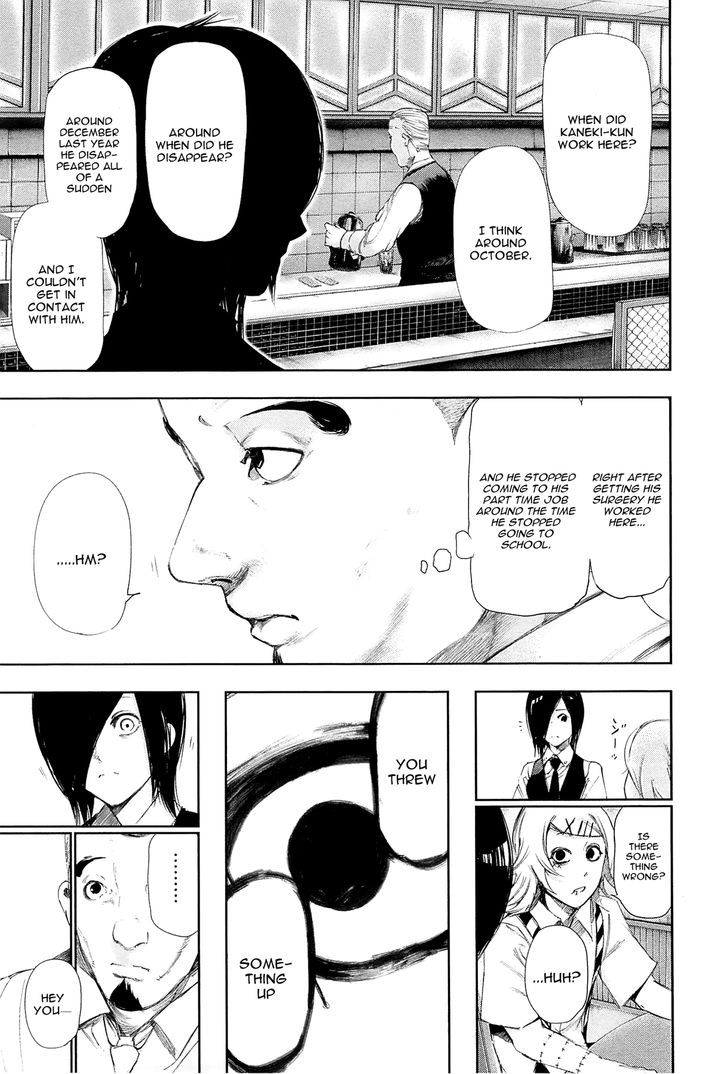 WHEN DID
KANEKI-KUN
WORK HERE?
I THINK
AROUND
OCTOBER.
AROUND
WHEN DID HE
DISAPPEAR?
AROUND
DECEMBER
LAST YEAR
HE DISAP-
PEARED ALL
OF A
SUDDEN
AND I
COULDN'T
GET IN
CONTACT
WITH HIM.
RIGHT AFTER
GETTING HIS
SURGERY HE
WORKED
HERE...
AND HE STOPPED
COMING TO HIS
PART TIME JOB
AROUND THE TIME
HE STOPPED
GOING TO
SCHOOL.
.....HM?
ジーッ
IS
THERE
SOME-
THING
WRONG?
...HUH?
YOU
THREW
SOME-
THING
UP
........
HEY
YOU—